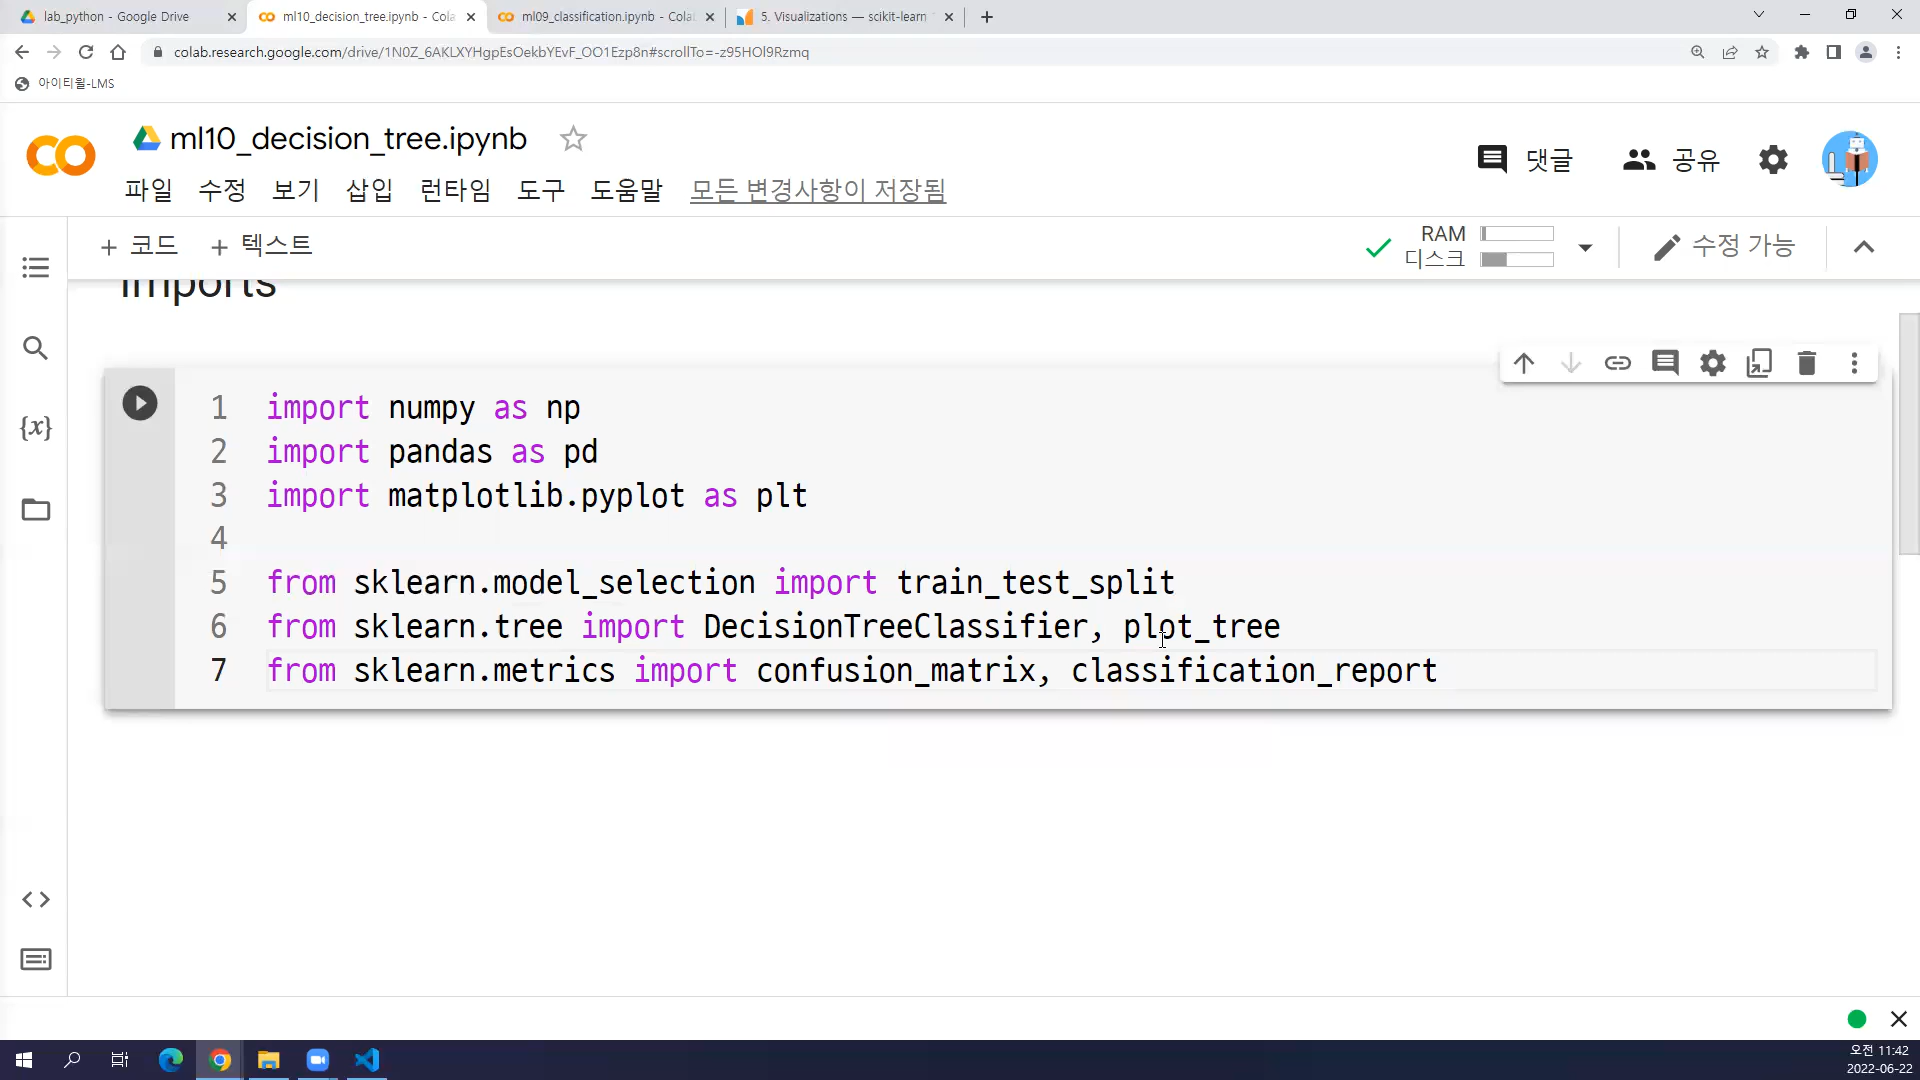 lab_python - Google Drive
ml10_decision_tree.ipynb - Cola
ml09_classification.ipynb - Cola
5. Visualizations — scikit-learn
colab.research.google.com/drive/1N0Z_6AKLXYHgpEsOekbYEvF_OO1Ezp8n#scrollTo=-z95HOl9Rzmq
아이티윌-LMS
ml10_decision_tree.ipynb
댓글
공유
파일 수정 보기 삽입 런타임 도구 도움말 모든 변경사항이 저장됨
+ 코드 + 텍스트
RAM
디스크
수정 가능
Imports
{x}
1 import numpy as np
2 import pandas as pd
3 import matplotlib.pyplot as plt
4
5 from sklearn.model_selection import train_test_split
6 from sklearn.tree import DecisionTreeClassifier, plot_tree
7 from sklearn.metrics import confusion_matrix, classification_report
오전 11:42
2022-06-22